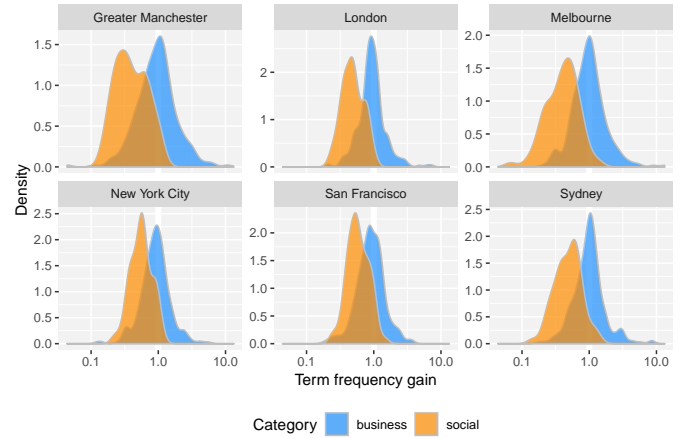 Greater Manchester
London
Melbourne
1.5
1.0
0.5
0.0
2
1
0
2.0
1.5
1.0
0.5
0.0
Density
New York City
San Francisco
Sydney
2.5
2.0
1.5
1.0
0.5
0.0
2.0
1.5
1.0
0.5
0.0
2.5
2.0
1.5
1.0
0.5
0.0
0.1 1.0 10.0
0.1 1.0 10.0
0.1 1.0 10.0
Term frequency gain
Category business social